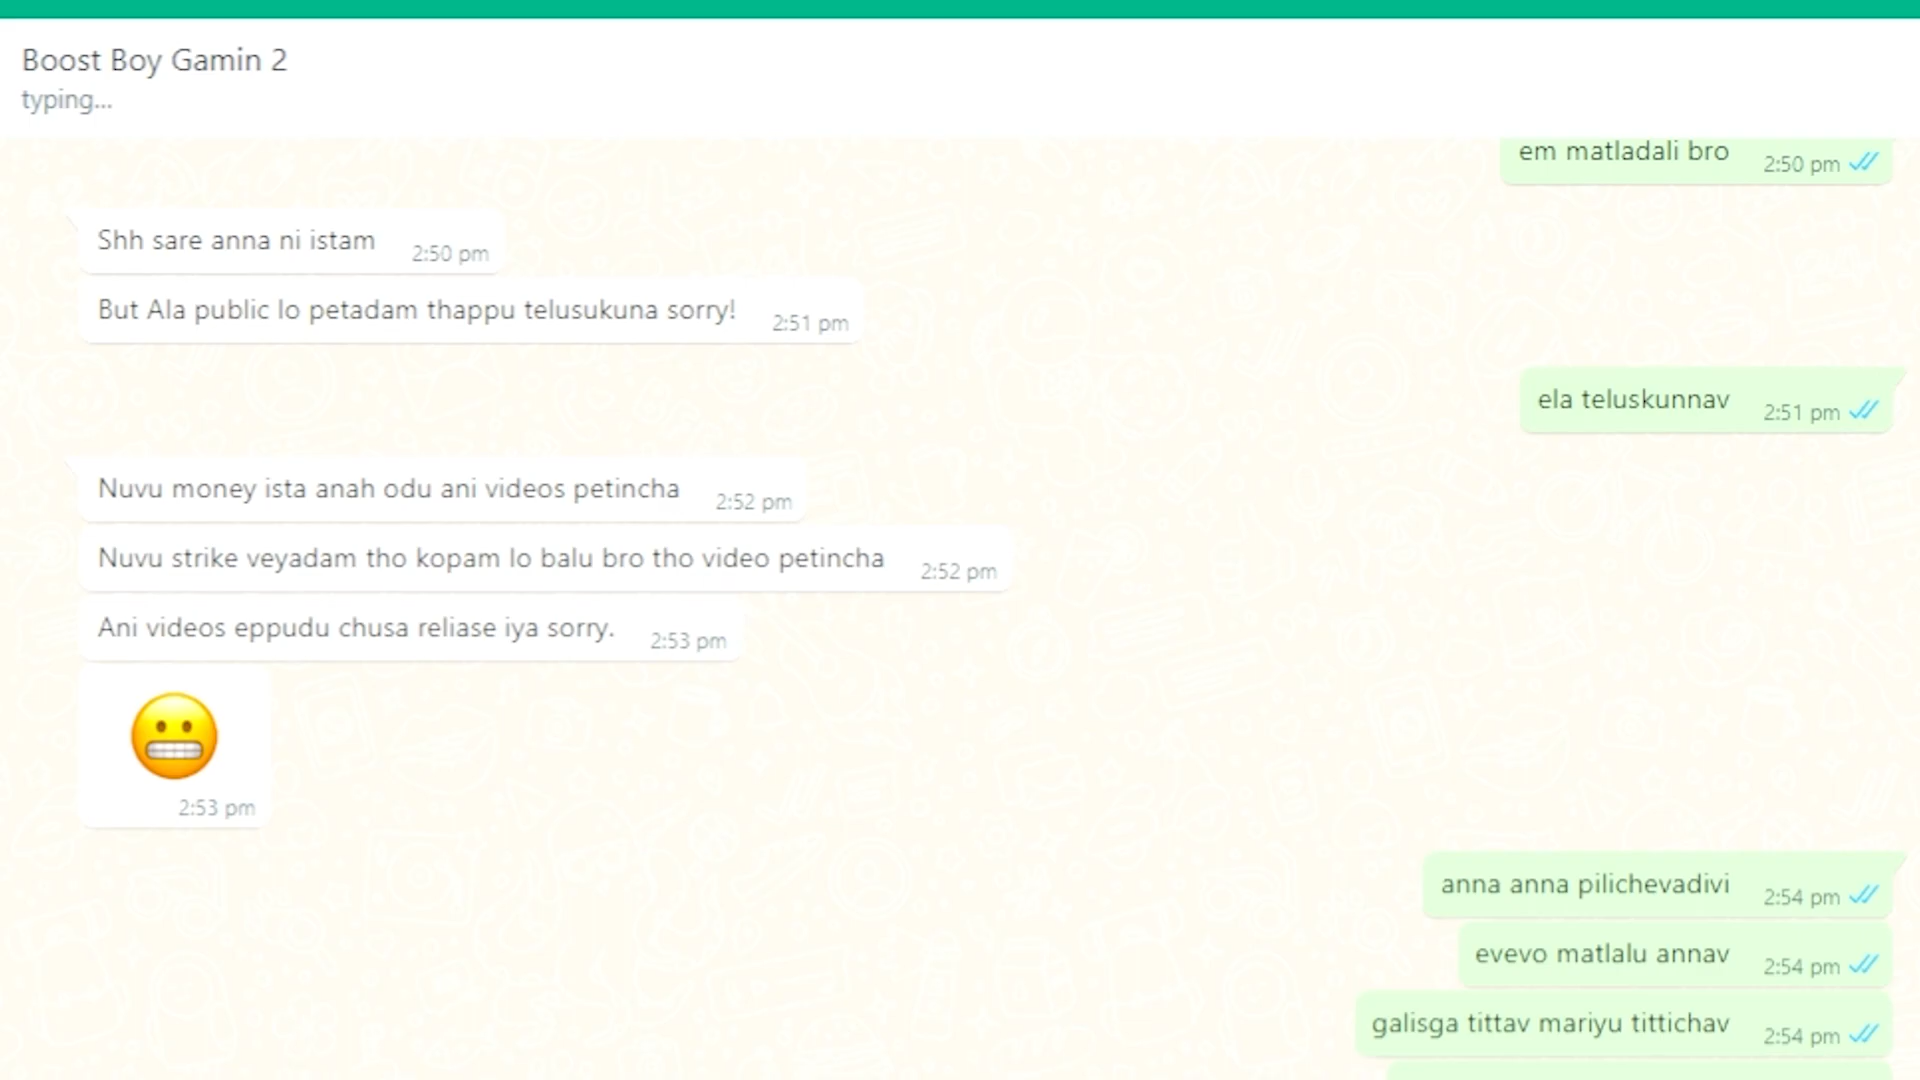 Boost Boy Gamin 2
typing...
em matladali bro 2:50 pm
Shh sare anna ni istam 2:50 pm
But Ala public lo petadam thappu telusukuna sorry! 2:51 pm
ela teluskunnav 2:51 pm
Nuvu money ista anah odu ani videos petincha 2:52 pm
Nuvu strike veyadam tho kopam lo balu bro tho video petincha 2:52 pm
Ani videos eppudu chusa reliase iya sorry. 2:53 pm
2:53 pm
anna anna pilichevadivi 2:54 pm
evevo matlalu annav 2:54 pm
galisga tittav mariyu tittichav 2:54 pm